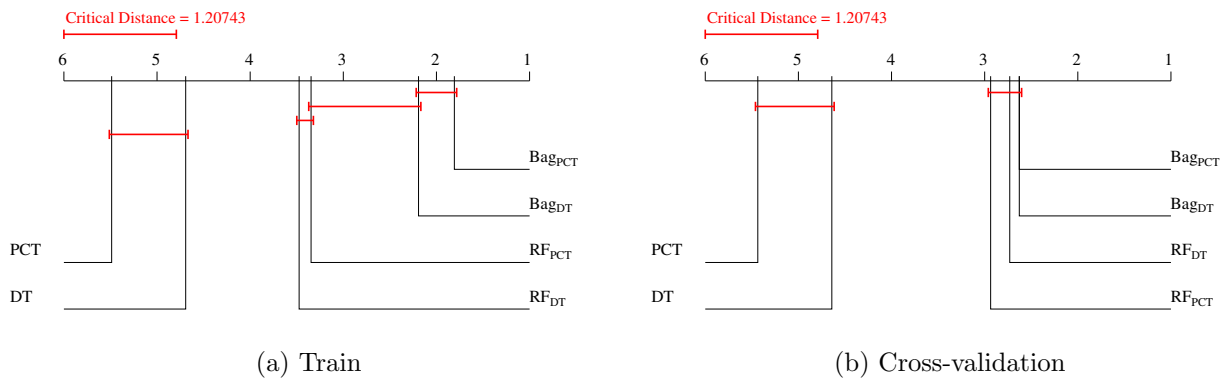 Critical Distance = 1.20743
6 5 4 3 2 1
Bag_PCT
Bag_DT
PCT RF_PCT
DT RF_DT
(a) Train
Critical Distance = 1.20743
6 5 4 3 2 1
Bag_PCT
Bag_DT
PCT RF_DT
DT RF_PCT
(b) Cross-validation